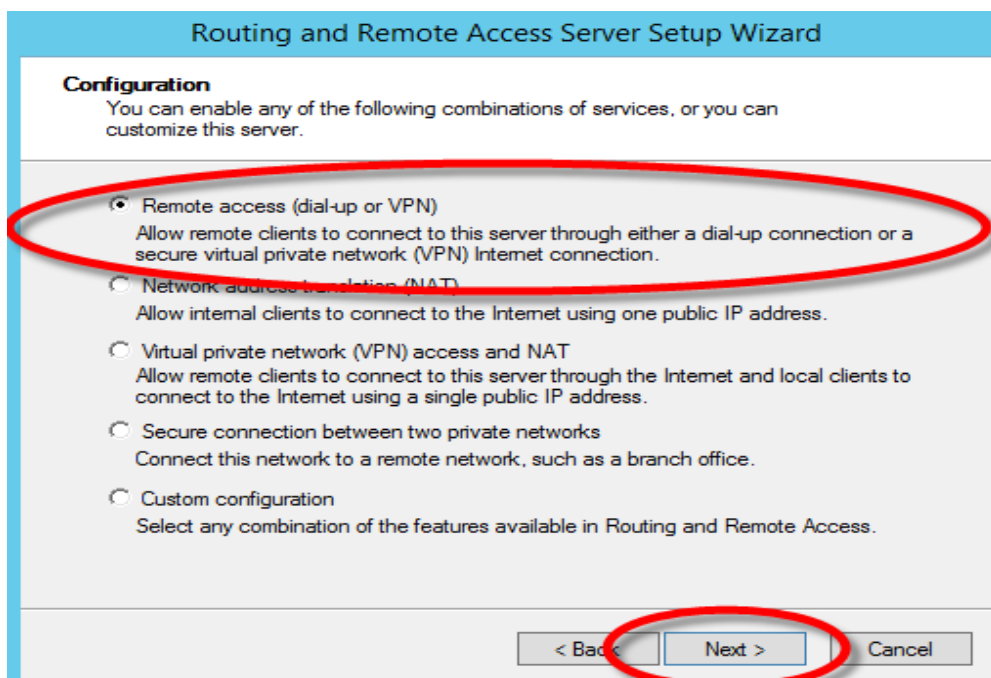 Routing and Remote Access Server Setup Wizard
Configuration
You can enable any of the following combinations of services, or you can
customize this server.
Remote access (dial-up or VPN)
Allow remote clients to connect to this server through either a dial-up connection or a
secure virtual private network (VPN) Internet connection.
Network address translation (NAT)
Allow internal clients to connect to the Internet using one public IP address.
Virtual private network (VPN) access and NAT
Allow remote clients to connect to this server through the Internet and local clients to
connect to the Internet using a single public IP address.
Secure connection between two private networks
Connect this network to a remote network, such as a branch office.
Custom configuration
Select any combination of the features available in Routing and Remote Access.
< Back Next > Cancel